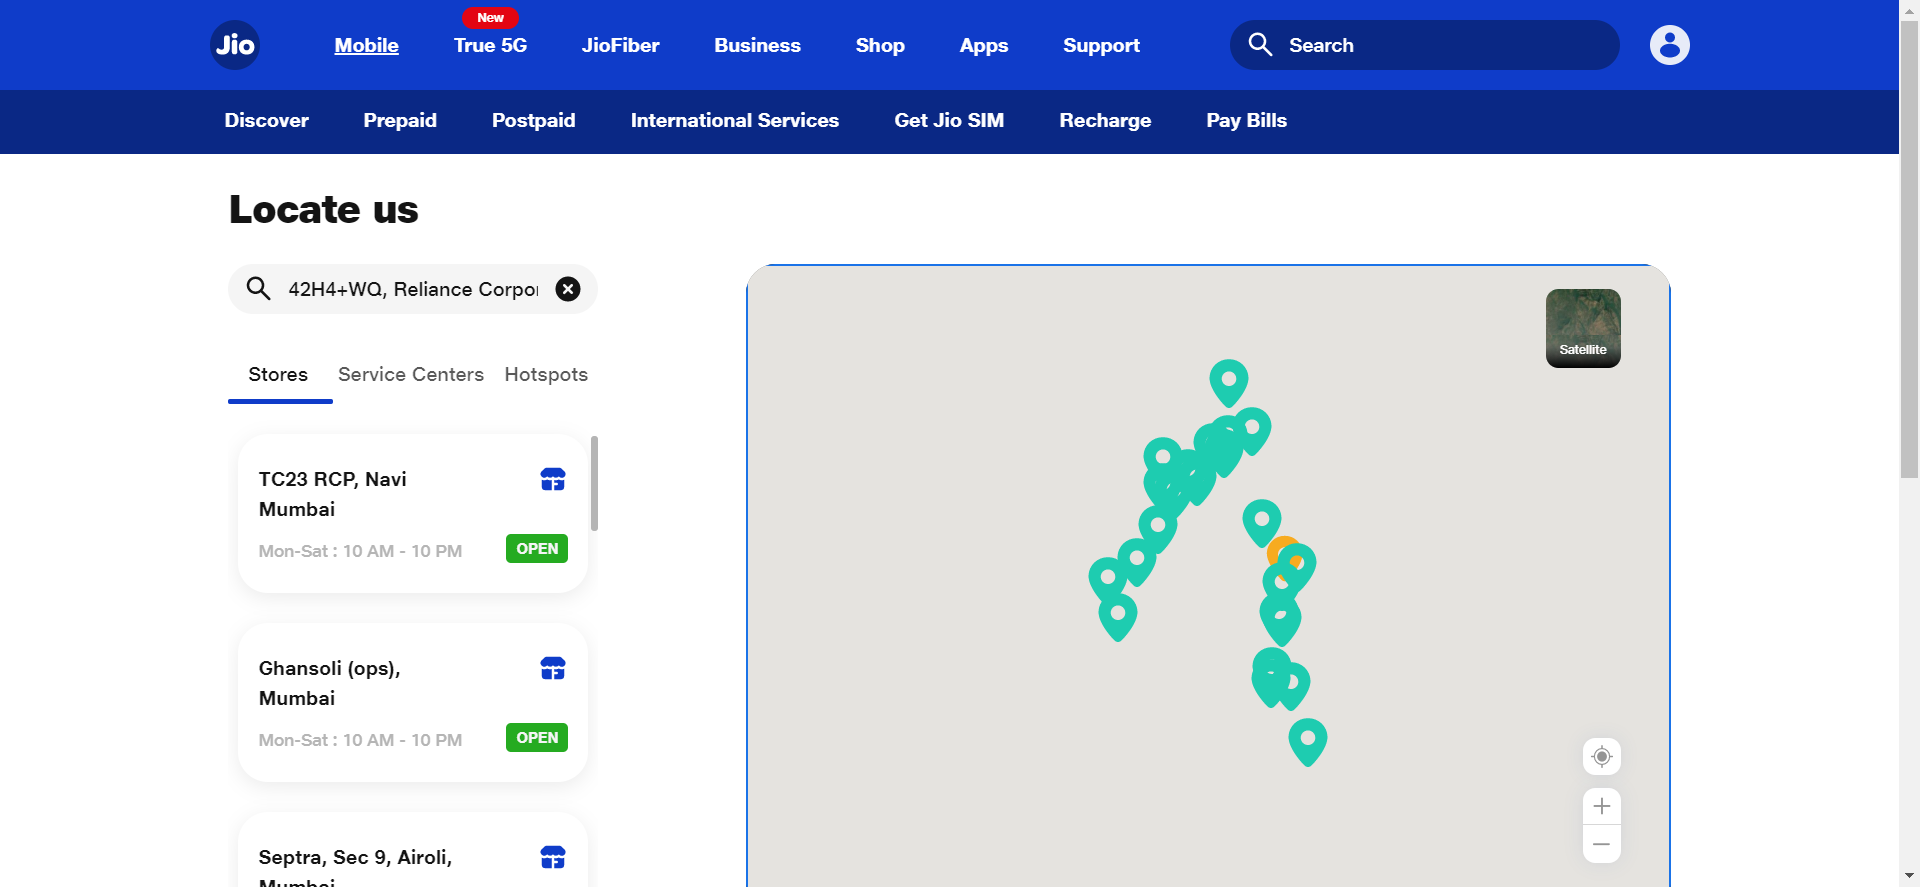 Jio
Mobile
New
True 5G
JioFiber
Business
Shop
Apps
Support
Search
Discover
Prepaid
Postpaid
International Services
Get Jio SIM
Recharge
Pay Bills
Locate us
42H4+WQ, Reliance Corpor
Stores
Service Centers
Hotspots
TC23 RCP, Navi
Mumbai
Mon-Sat : 10 AM - 10 PM
OPEN
Ghansoli (ops),
Mumbai
Mon-Sat : 10 AM - 10 PM
OPEN
Septra, Sec 9, Airoli,
Mumbai
Satellite